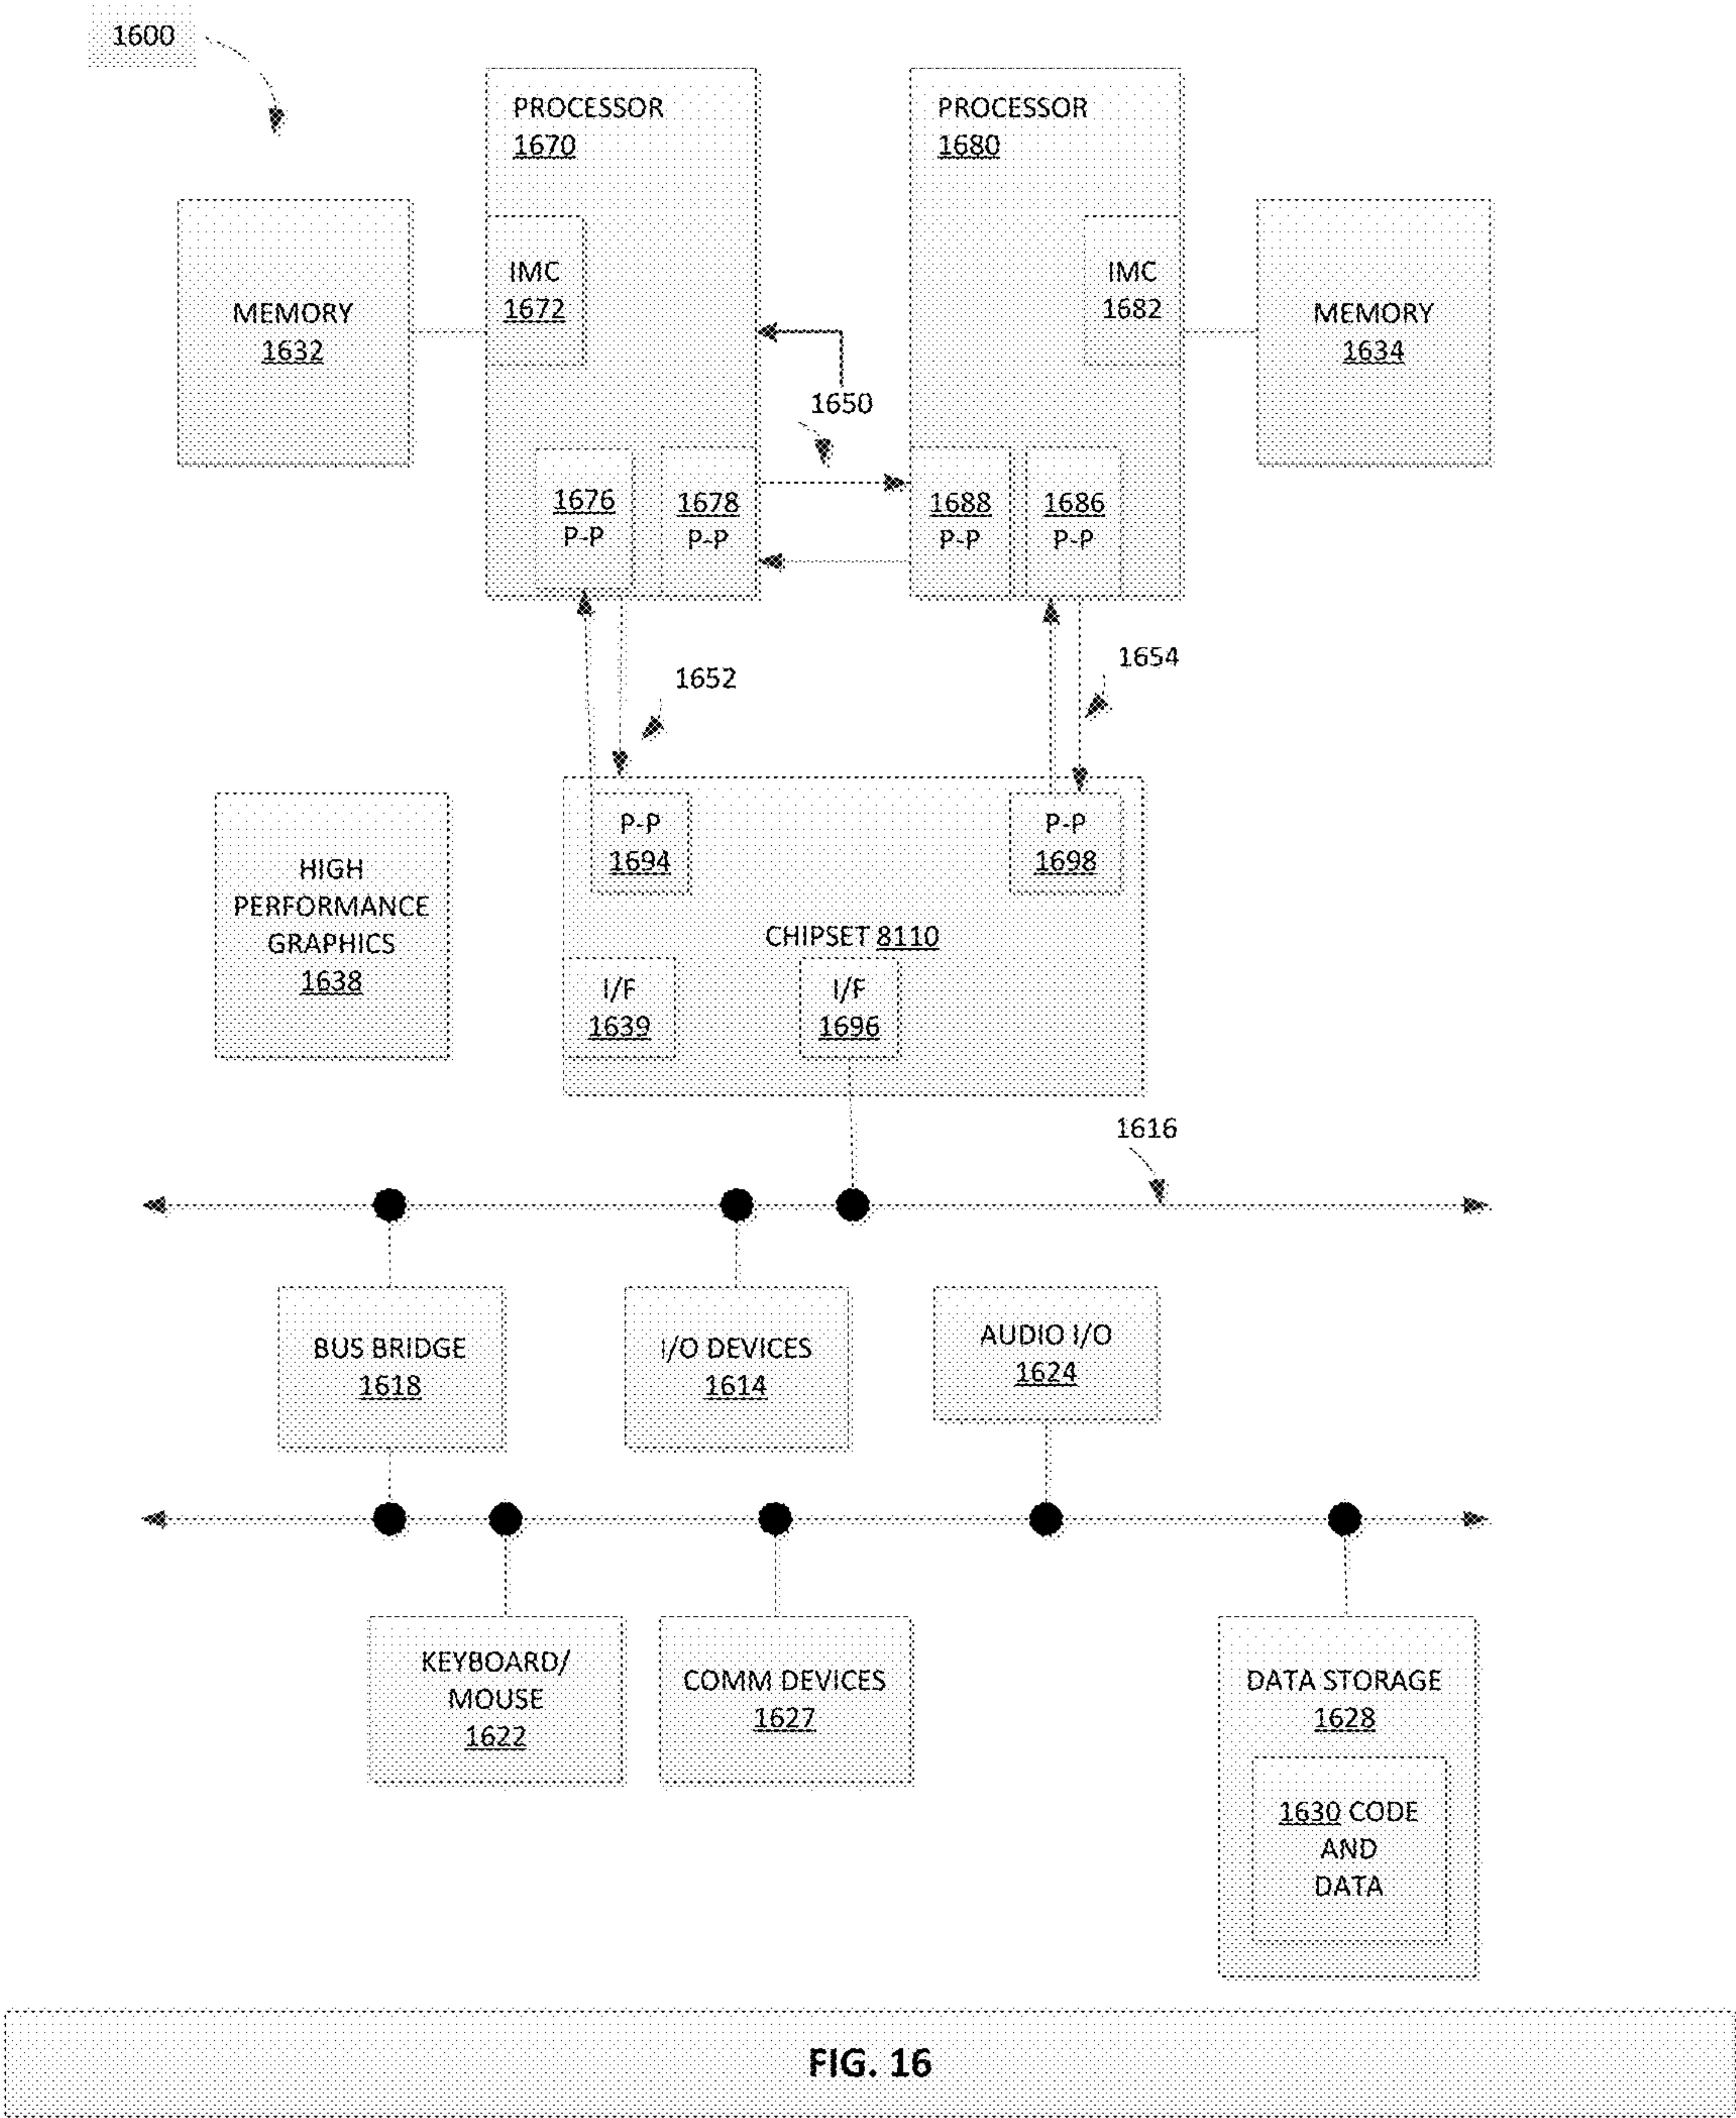 1600
PROCESSOR
1670
PROCESSOR
1680
IMC
1672
IMC
1682
MEMORY
1632
MEMORY
1634
1650
1676
P-P
1678
P-P
1688
P-P
1686
P-P
1652
1654
P-P
1694
P-P
1698
HIGH
PERFORMANCE
GRAPHICS
1638
CHIPSET 8110
I/F
1639
I/F
1696
1616
BUS BRIDGE
1618
I/O DEVICES
1614
AUDIO I/O
1624
KEYBOARD/
MOUSE
1622
COMM DEVICES
1627
DATA STORAGE
1628
1630 CODE
AND
DATA
FIG. 16